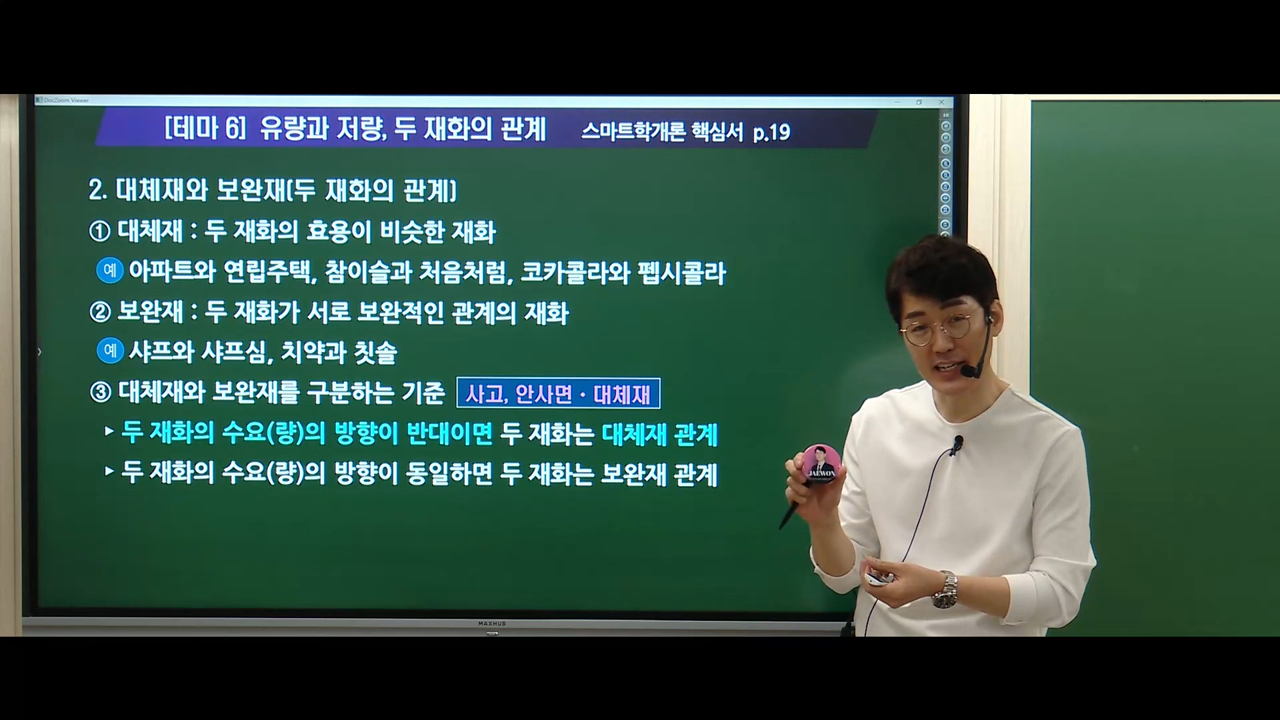 DocZoom Viewer
[테마 6] 유량과 저량, 두 재화의 관계 스마트학개론 핵심서 p.19
2. 대체재와 보완재(두 재화의 관계)
① 대체재 : 두 재화의 효용이 비슷한 재화
예 아파트와 연립주택, 참이슬과 처음처럼, 코카콜라와 펩시콜라
② 보완재 : 두 재화가 서로 보완적인 관계의 재화
예 샤프와 샤프심, 치약과 칫솔
③ 대체재와 보완재를 구분하는 기준 사고, 안사면 · 대체재
▸ 두 재화의 수요(량)의 방향이 반대이면 두 재화는 대체재 관계
▸ 두 재화의 수요(량)의 방향이 동일하면 두 재화는 보완재 관계
JAEWON
MAXHUB